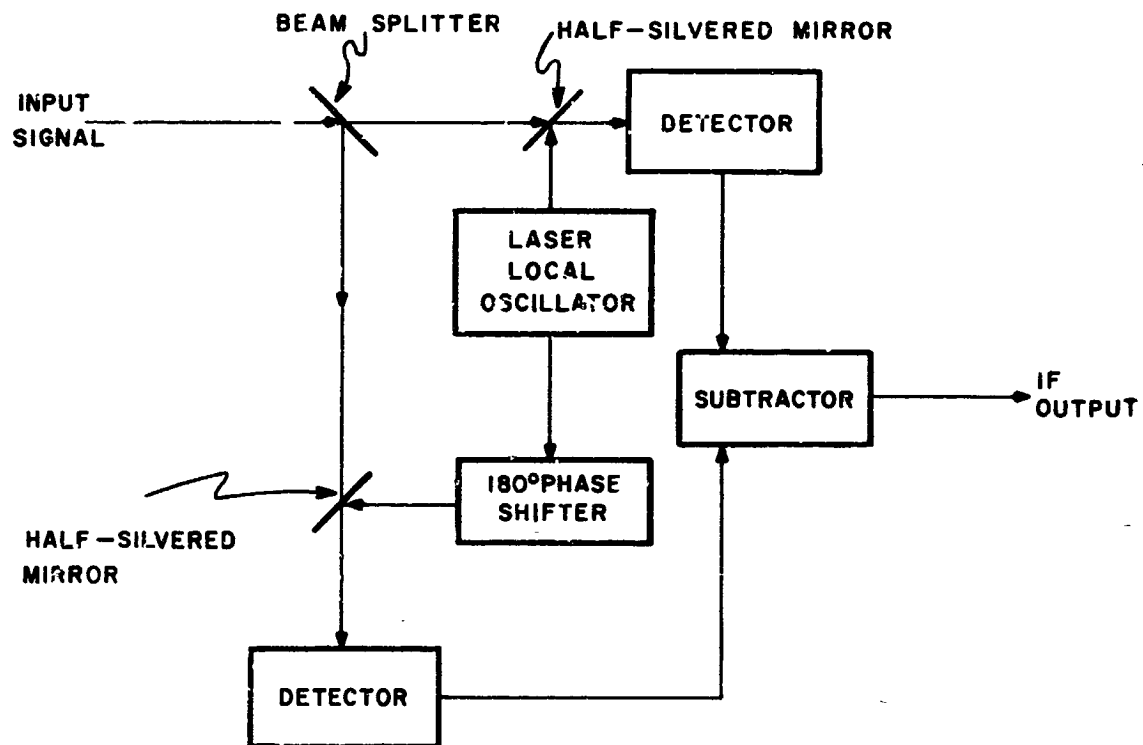 BEAM SPLITTER
HALF-SILVERED MIRROR
INPUT
SIGNAL
DETECTOR
LASER
LOCAL
OSCILLATOR
SUBTRACTOR
IF
OUTPUT
180° PHASE
SHIFTER
HALF-SILVERED
MIRROR
DETECTOR